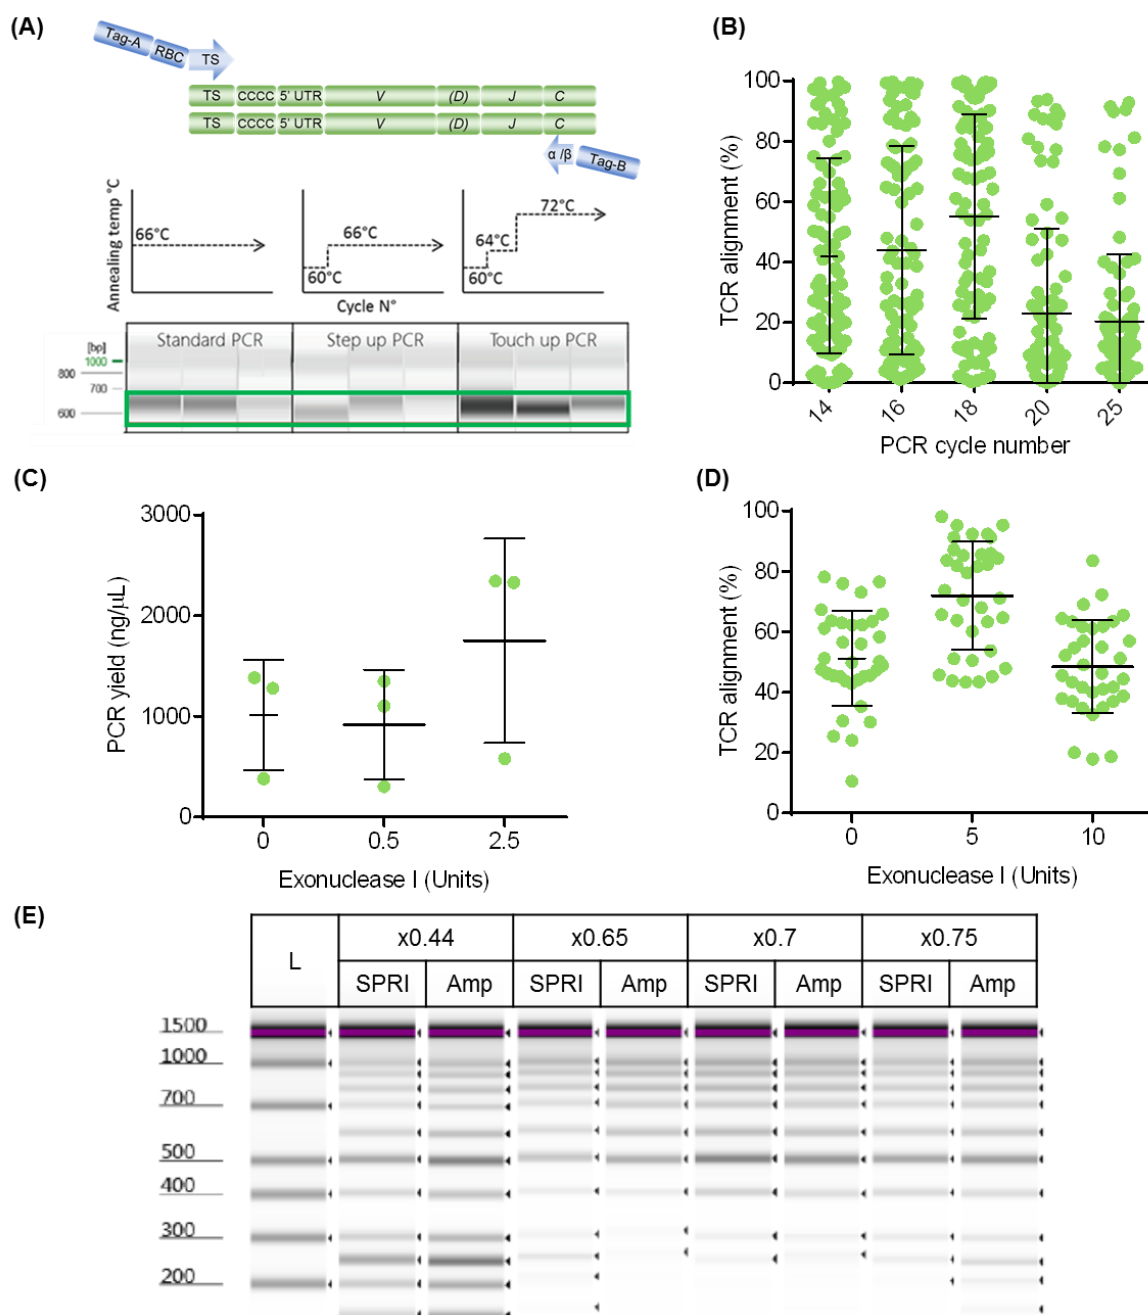 (A)
Tag-A RBC TS
TS CCCC 5' UTR V (D) J C
TS CCCC 5' UTR V (D) J C
α /β Tag-B
Annealing temp °C
66°C
60°C 66°C
60°C 64°C 72°C
Cycle N°
Standard PCR Step up PCR Touch up PCR
[bp]
1000
800
700
600
(B)
TCR alignment (%)
100
80
60
40
20
0
14 16 18 20 25
PCR cycle number
(C)
PCR yield (ng/μL)
3000
2000
1000
0
0 0.5 2.5
Exonuclease I (Units)
(D)
TCR alignment (%)
100
80
60
40
20
0
0 5 10
Exonuclease I (Units)
(E)
L x0.44 x0.65 x0.7 x0.75
SPRI Amp SPRI Amp SPRI Amp SPRI Amp
1500
1000
700
500
400
300
200